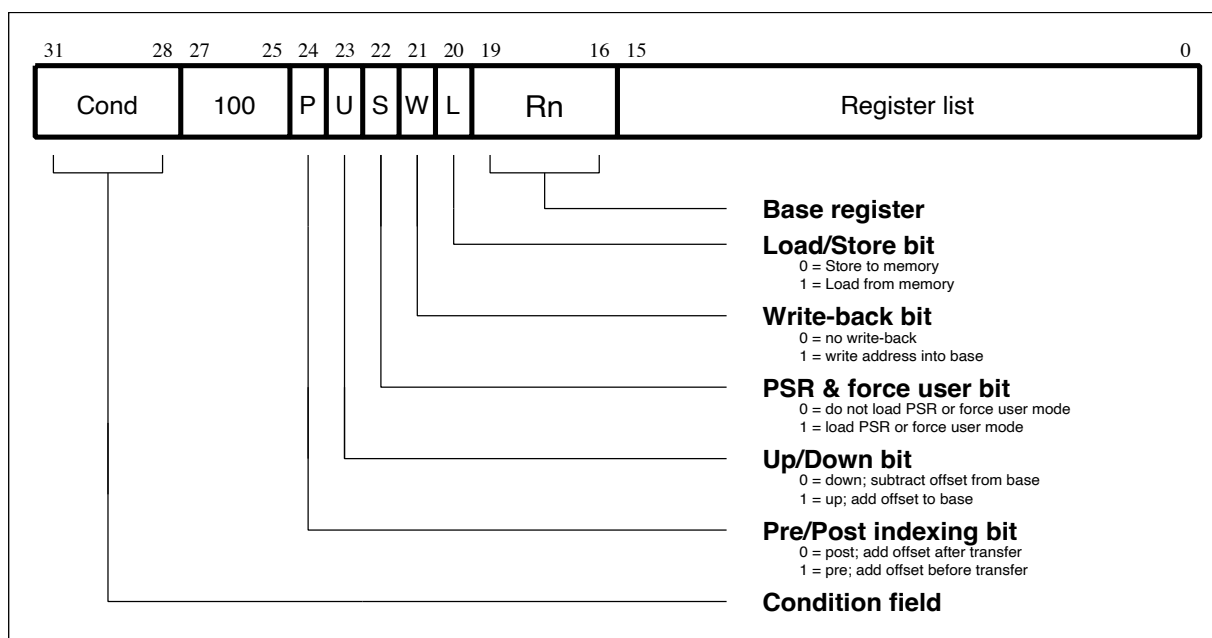 31 28 27 25 24 23 22 21 20 19 16 15 0
Cond 100 P U S W L Rn Register list
Base register
Load/Store bit
0 = Store to memory
1 = Load from memory
Write-back bit
0 = no write-back
1 = write address into base
PSR & force user bit
0 = do not load PSR or force user mode
1 = load PSR or force user mode
Up/Down bit
0 = down; subtract offset from base
1 = up; add offset to base
Pre/Post indexing bit
0 = post; add offset after transfer
1 = pre; add offset before transfer
Condition field